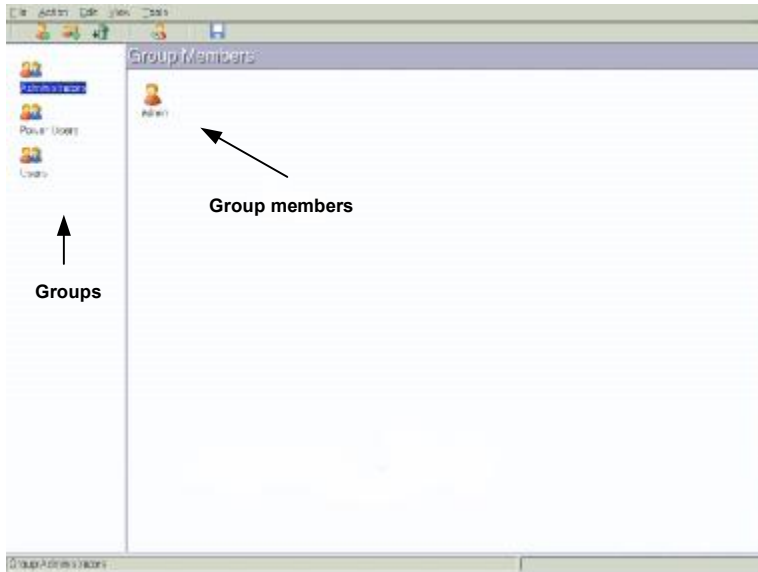 File Action Edit View Tools
Group Members
Administrators
Admin
Power Users
Users
Group members
Groups
Group Administrators